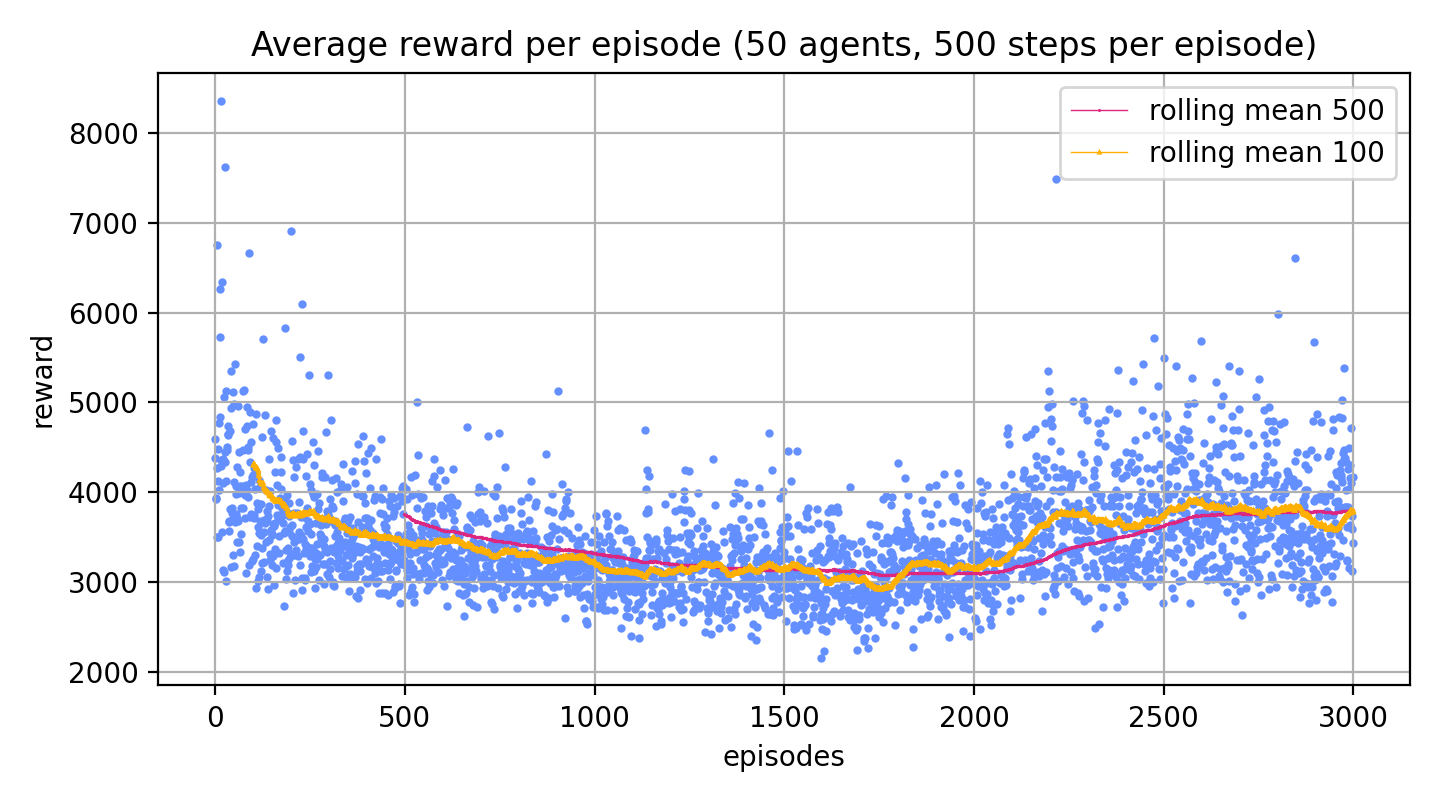 Average reward per episode (50 agents, 500 steps per episode)
rolling mean 500
rolling mean 100
8000
7000
6000
5000
4000
3000
2000
reward
0 500 1000 1500 2000 2500 3000
episodes